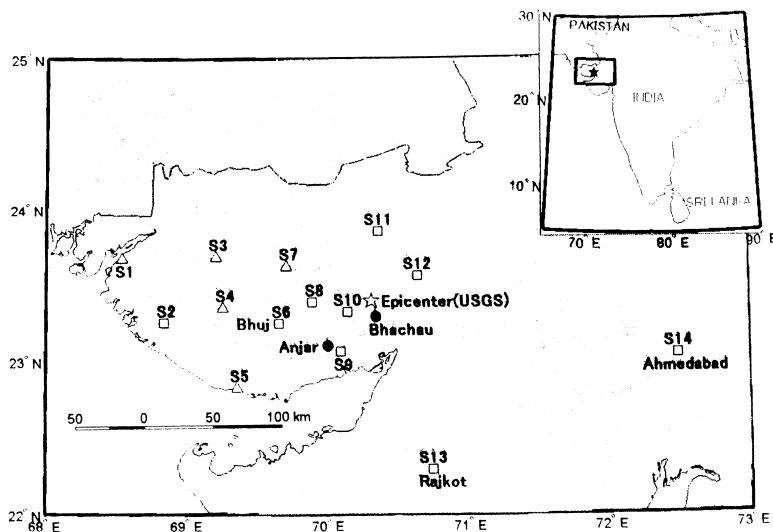 30°N
PAKISTAN
25°N
INDIA
20°N
SRI LANKA
10°N
70°E
80°E
90°E
24°N
S11
S3
S7
S1
S12
S8
S4
S10
Epicenter(USGS)
S2
Bhuj
S6
Bhachau
Anjar
S14
S9
Ahmedabad
23°N
S5
50
0
50
100 km
S13
Rajkot
22°N
68°E
69°E
70°E
71°E
72°E
73°E